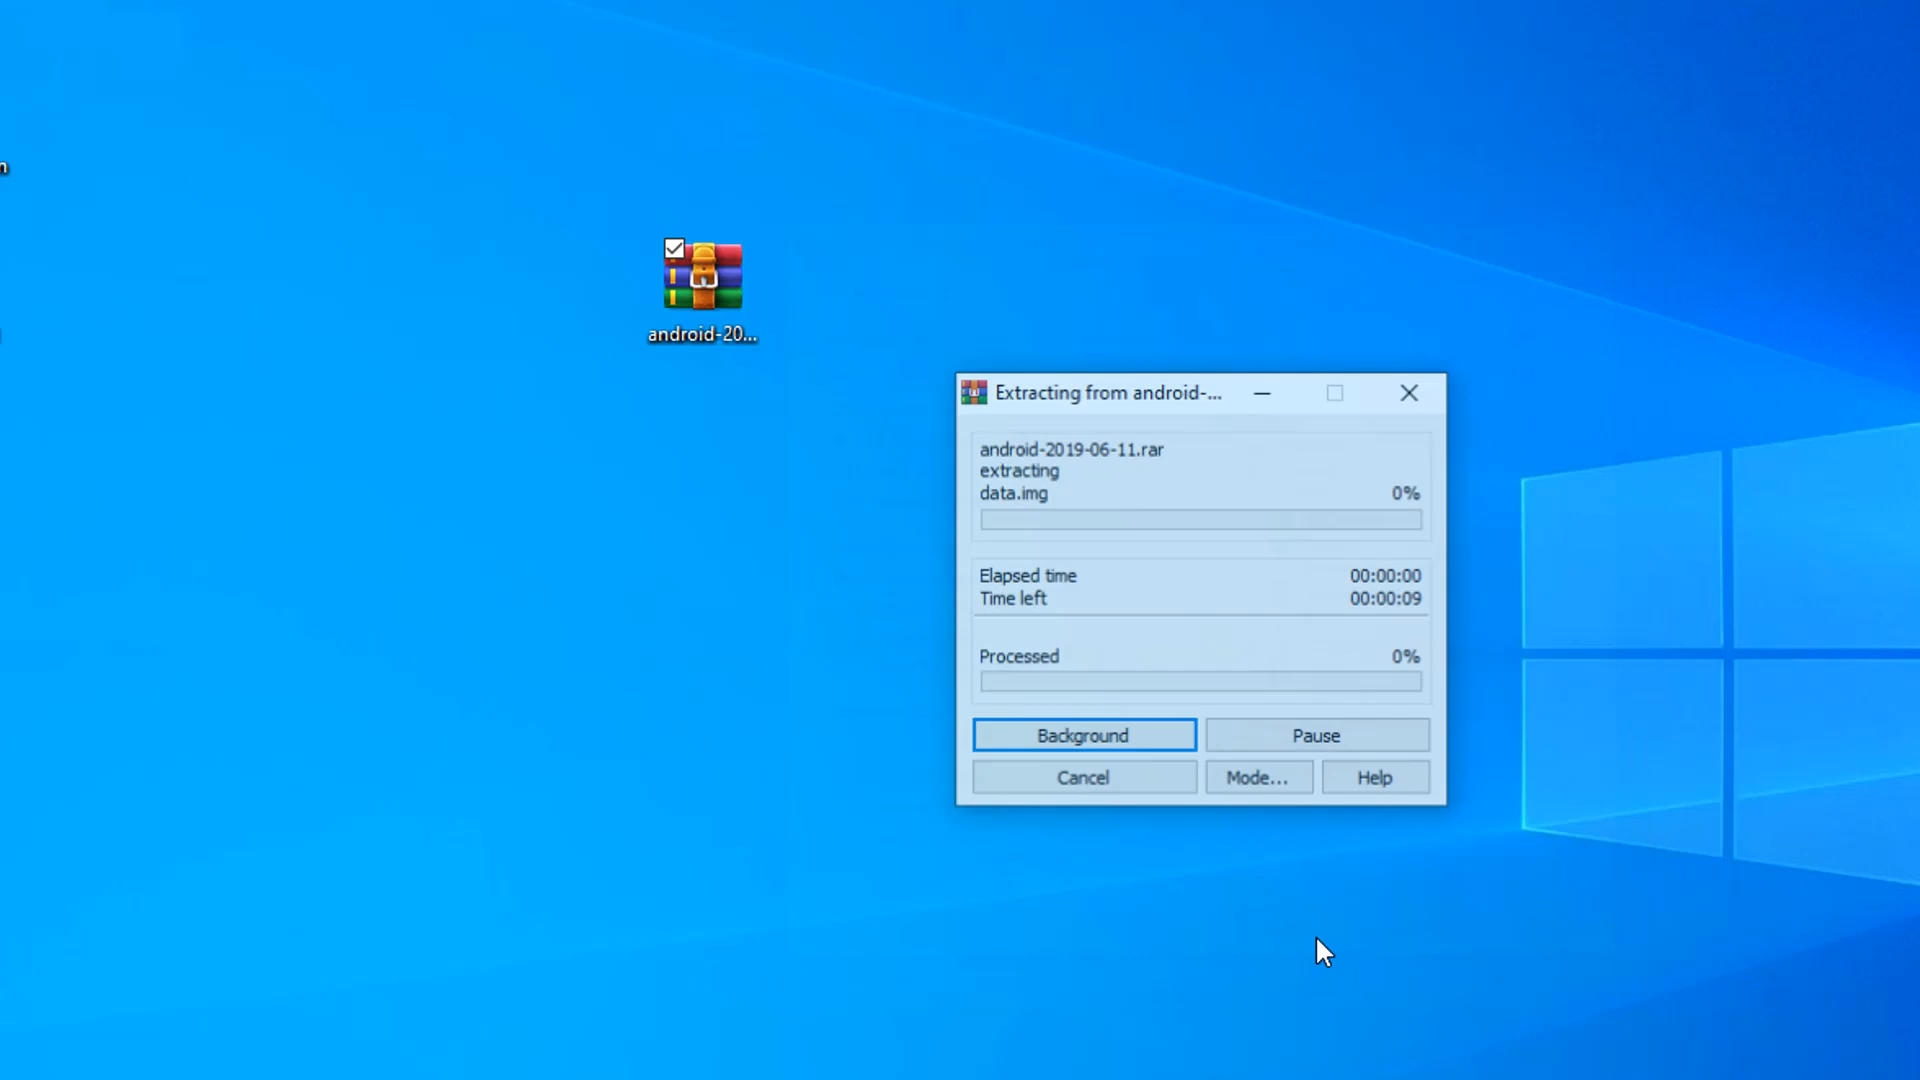 android-20...
Extracting from android-...
android-2019-06-11.rar
extracting
data.img 0%
Elapsed time 00:00:00
Time left 00:00:09
Processed 0%
Background Pause
Cancel Mode... Help